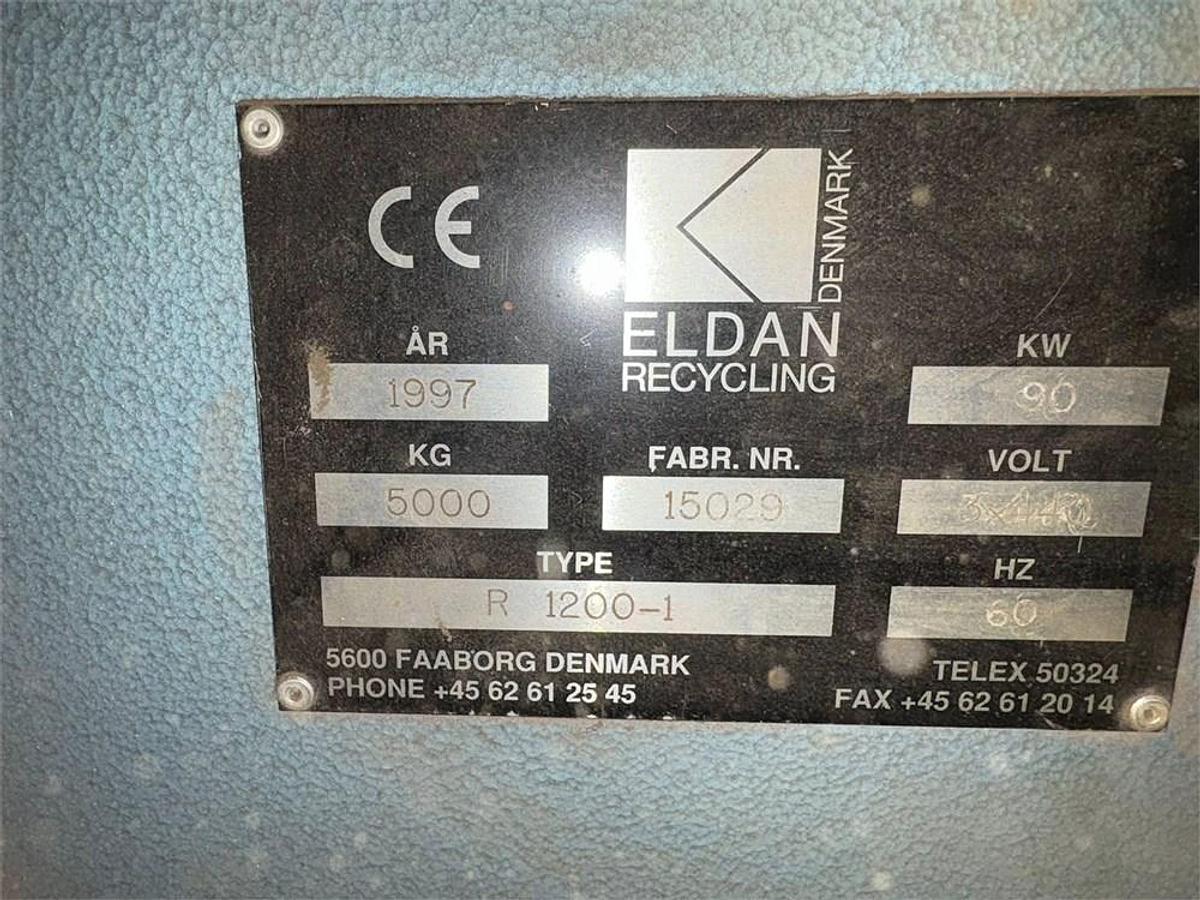 CE
DENMARK
ELDAN
RECYCLING
ÅR
1997
KW
90
KG
5000
FABR. NR.
15029
VOLT
TYPE
R 1200-1
HZ
60
5600 FAABORG DENMARK
PHONE +45 62 61 25 45
TELEX 50324
FAX +45 62 61 20 14